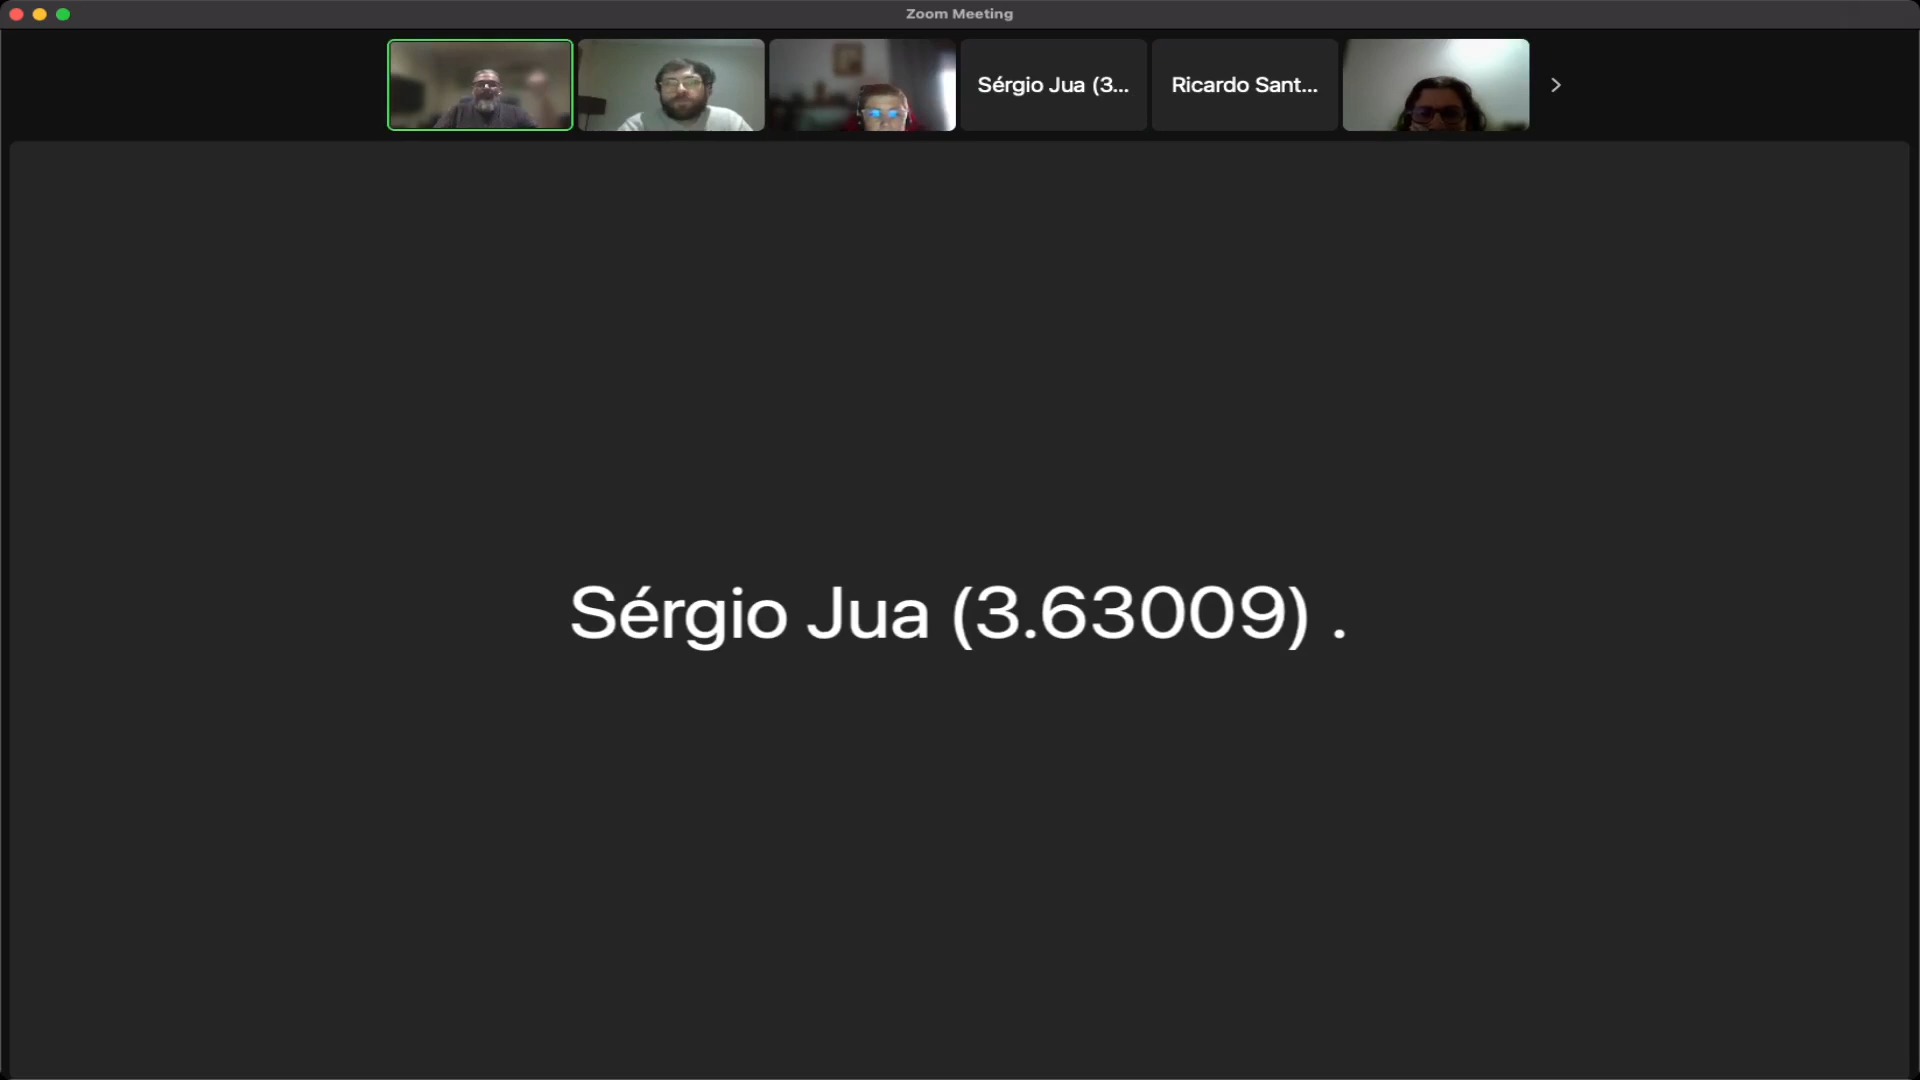 Zoom Meeting
Sérgio Jua (3...
Ricardo Sant...
Sérgio Jua (3.63009) .